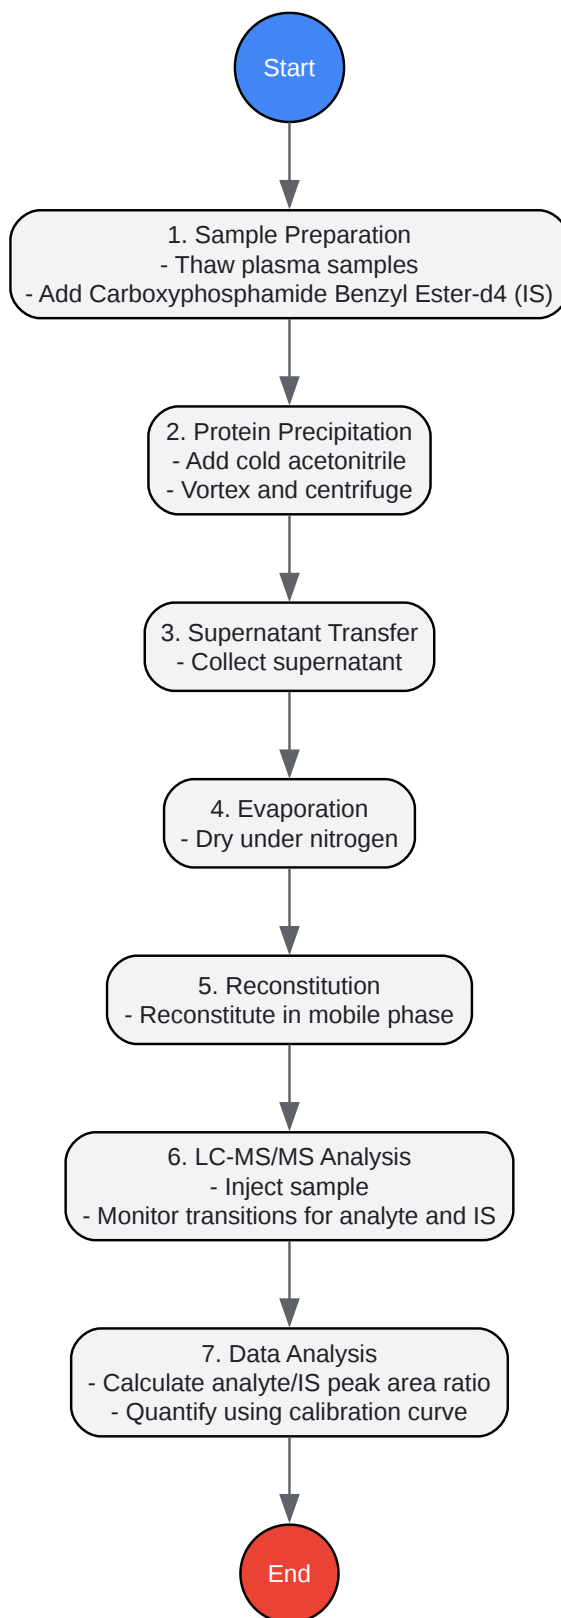 Start
1. Sample Preparation
- Thaw plasma samples
- Add Carboxyphosphamide Benzyl Ester-d4 (IS)
2. Protein Precipitation
- Add cold acetonitrile
- Vortex and centrifuge
3. Supernatant Transfer
- Collect supernatant
4. Evaporation
- Dry under nitrogen
5. Reconstitution
- Reconstitute in mobile phase
6. LC-MS/MS Analysis
- Inject sample
- Monitor transitions for analyte and IS
7. Data Analysis
- Calculate analyte/IS peak area ratio
- Quantify using calibration curve
End